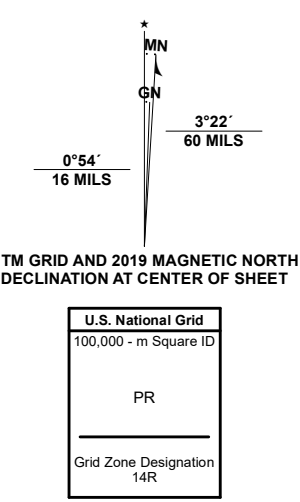 MN
GN
3°22´
60 MILS
0°54´
16 MILS
TM GRID AND 2019 MAGNETIC NORTH
DECLINATION AT CENTER OF SHEET
U.S. National Grid
100,000 - m Square ID
PR
Grid Zone Designation
14R